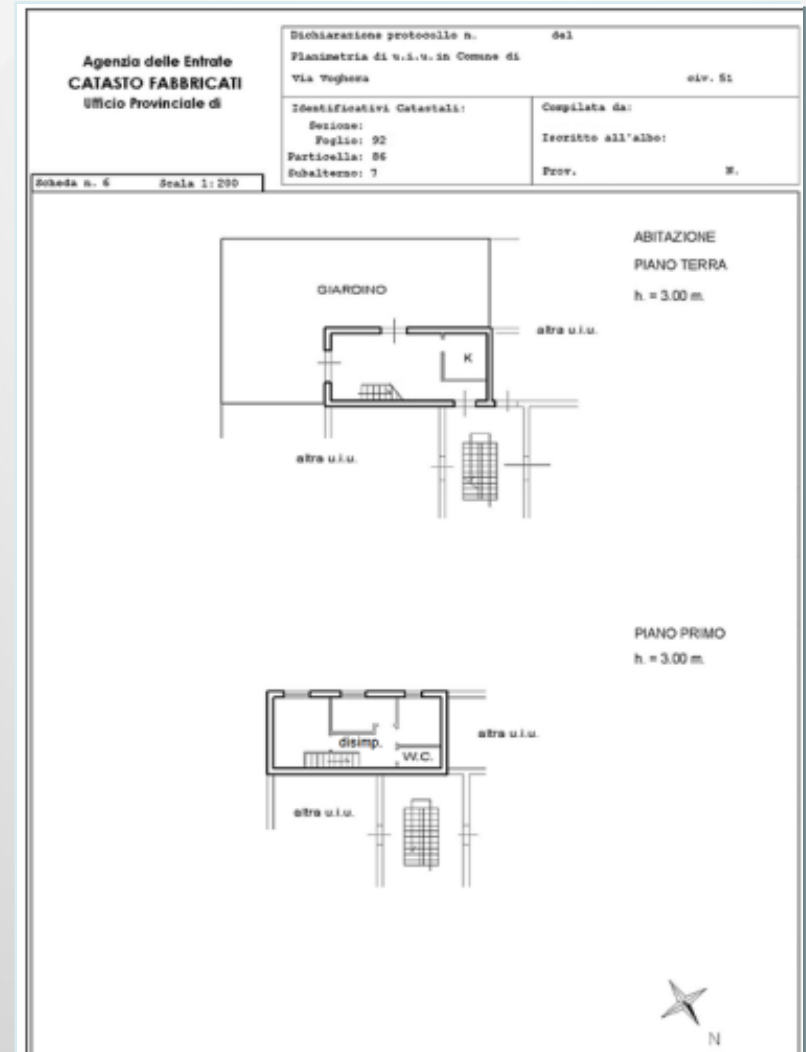 Agenzia delle Entrate
CATASTO FABBRICATI
Ufficio Provinciale di
Dichiarazione protocollo n. del
Planimetria di u.i.u. in Comune di
Via Voghera civ. 51
Identificativi Catastali:
Sezione:
Foglio: 92
Particella: 86
Subalterno: 7
Compilata da:
Iscritto all'albo:
Prov. N.
Scheda n. 6 Scala 1:200
ABITAZIONE
PIANO TERRA
h. = 3.00 m.
GIARDINO
altra u.i.u.
K
altra u.i.u.
PIANO PRIMO
h. = 3.00 m.
altra u.i.u.
disimp.
W.C.
altra u.i.u.
N